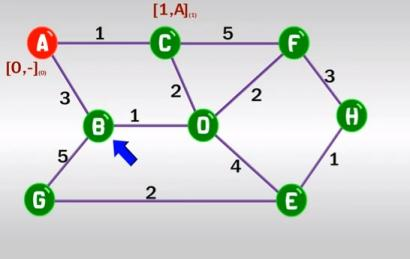 [1,A](1)
A 1 C 5 F
[0,-](0)
3 2 2 3
B 1 O H
5 4 1
G 2 E